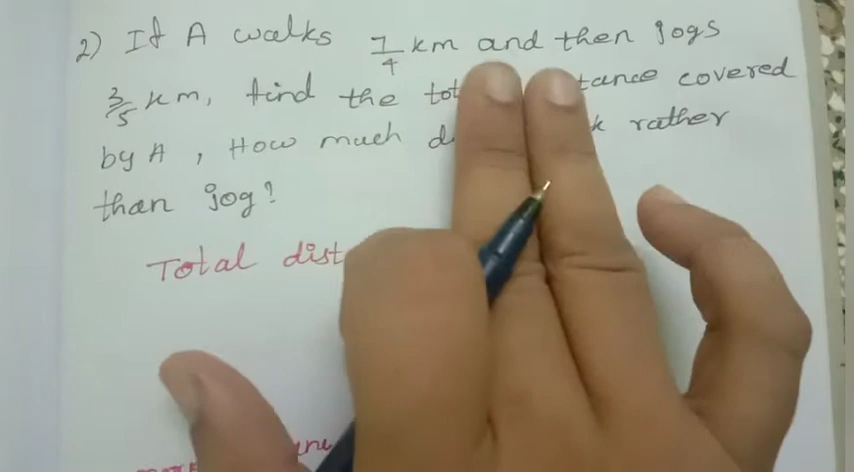 2) If A walks 7/4 km and then jogs
3/5 km, find the tot tance covered
by A, How much d k rather
than jog?
Total dist